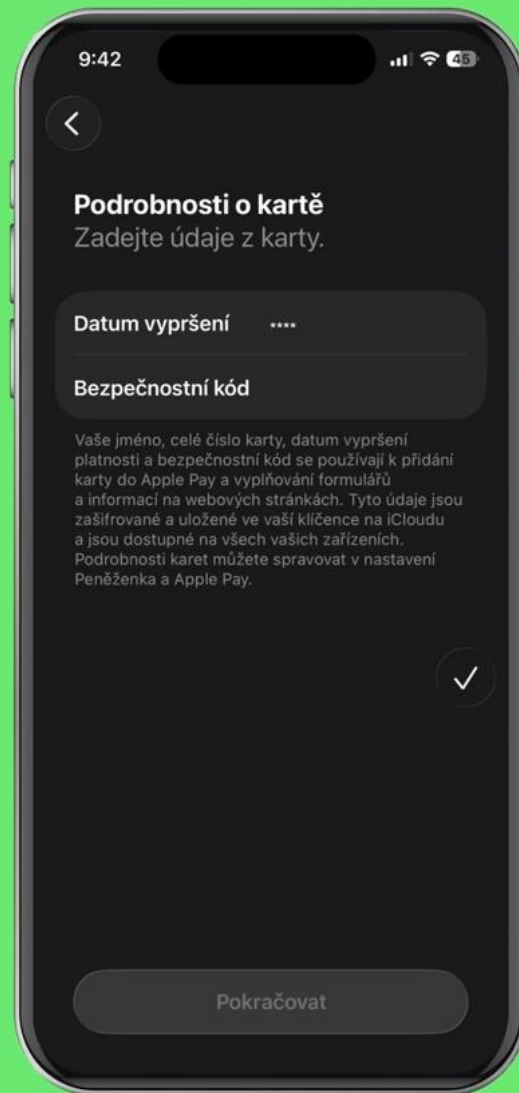 9:42
45
Podrobnosti o kartě
Zadejte údaje z karty.
Datum vypršení ****
Bezpečnostní kód
Vaše jméno, celé číslo karty, datum vypršení
platnosti a bezpečnostní kód se používají k přidání
karty do Apple Pay a vyplňování formulářů
a informací na webových stránkách. Tyto údaje jsou
zašifrované a uložené ve vaší klíčence na iCloudu
a jsou dostupné na všech vašich zařízeních.
Podrobnosti karet můžete spravovat v nastavení
Peněženka a Apple Pay.
Pokračovat